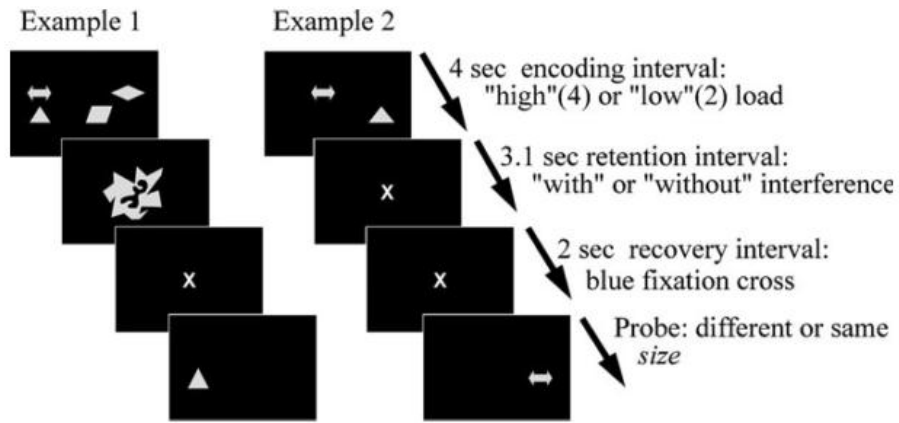 Example 1
Example 2
4 sec encoding interval:
"high"(4) or "low"(2) load
3.1 sec retention interval:
"with" or "without" interference
x
x
2 sec recovery interval:
blue fixation cross
x
Probe: different or same
size